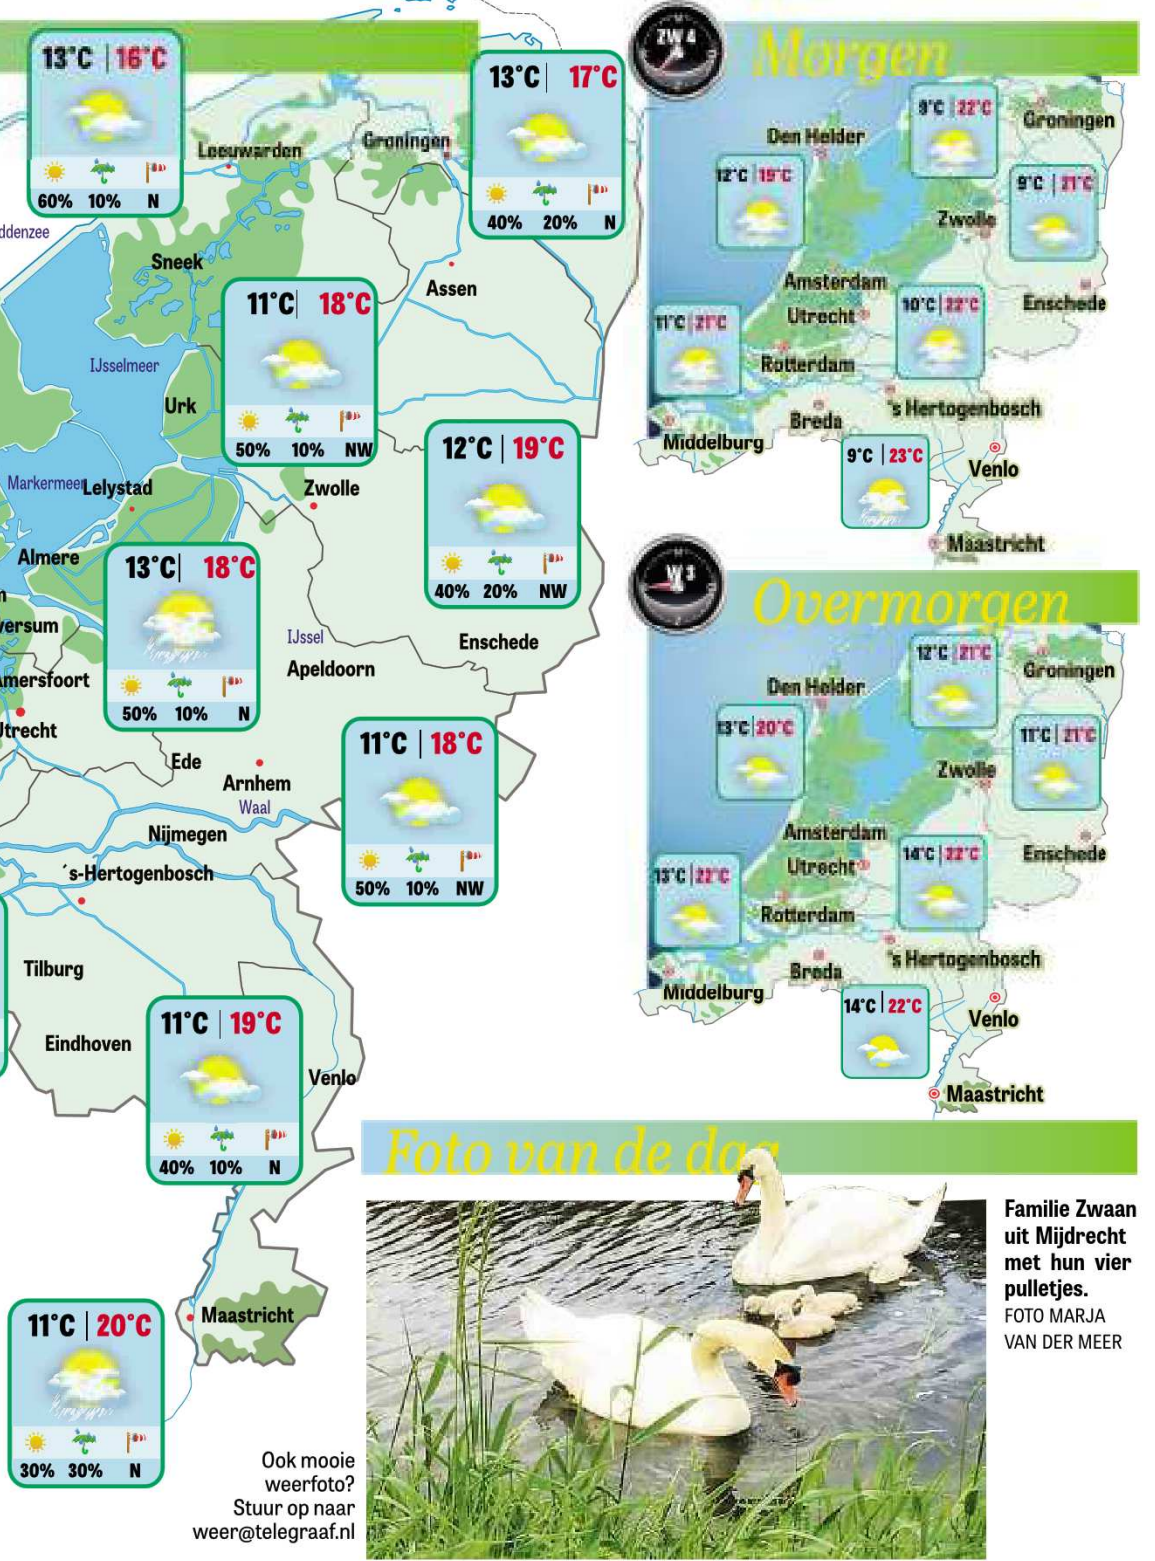 13°C 16°C
60% 10% N
ddenzee
Leeuwarden
Groningen
13°C 17°C
40% 20% N
Sneek
Assen
11°C 18°C
50% 10% NW
IJsselmeer
Urk
Markermeer
Lelystad
Zwolle
12°C 19°C
40% 20% NW
Almere
13°C 18°C
50% 10% N
versum
mersfoort
Utrecht
IJssel
Apeldoorn
Enschede
Ede
Arnhem
Waal
Nijmegen
11°C 18°C
50% 10% NW
´s-Hertogenbosch
Tilburg
Eindhoven
11°C 19°C
40% 10% N
Venlo
Maastricht
11°C 20°C
30% 30% N
Ook mooie
weerfoto?
Stuur op naar
weer@telegraaf.nl
ZW 4
Morgen
9°C 22°C
Groningen
Den Helder
12°C 19°C
9°C 21°C
Zwolle
Amsterdam
10°C 22°C
Enschede
Utrecht
11°C 21°C
Rotterdam
's Hertogenbosch
Breda
Middelburg
9°C 23°C
Venlo
Maastricht
W 3
Overmorgen
12°C 21°C
Groningen
Den Helder
13°C 20°C
11°C 21°C
Zwolle
Amsterdam
14°C 22°C
Enschede
Utrecht
13°C 22°C
Rotterdam
's Hertogenbosch
Breda
Middelburg
14°C 22°C
Venlo
Maastricht
Foto van de dag
Familie Zwaan
uit Mijdrecht
met hun vier
pulletjes.
FOTO MARJA
VAN DER MEER